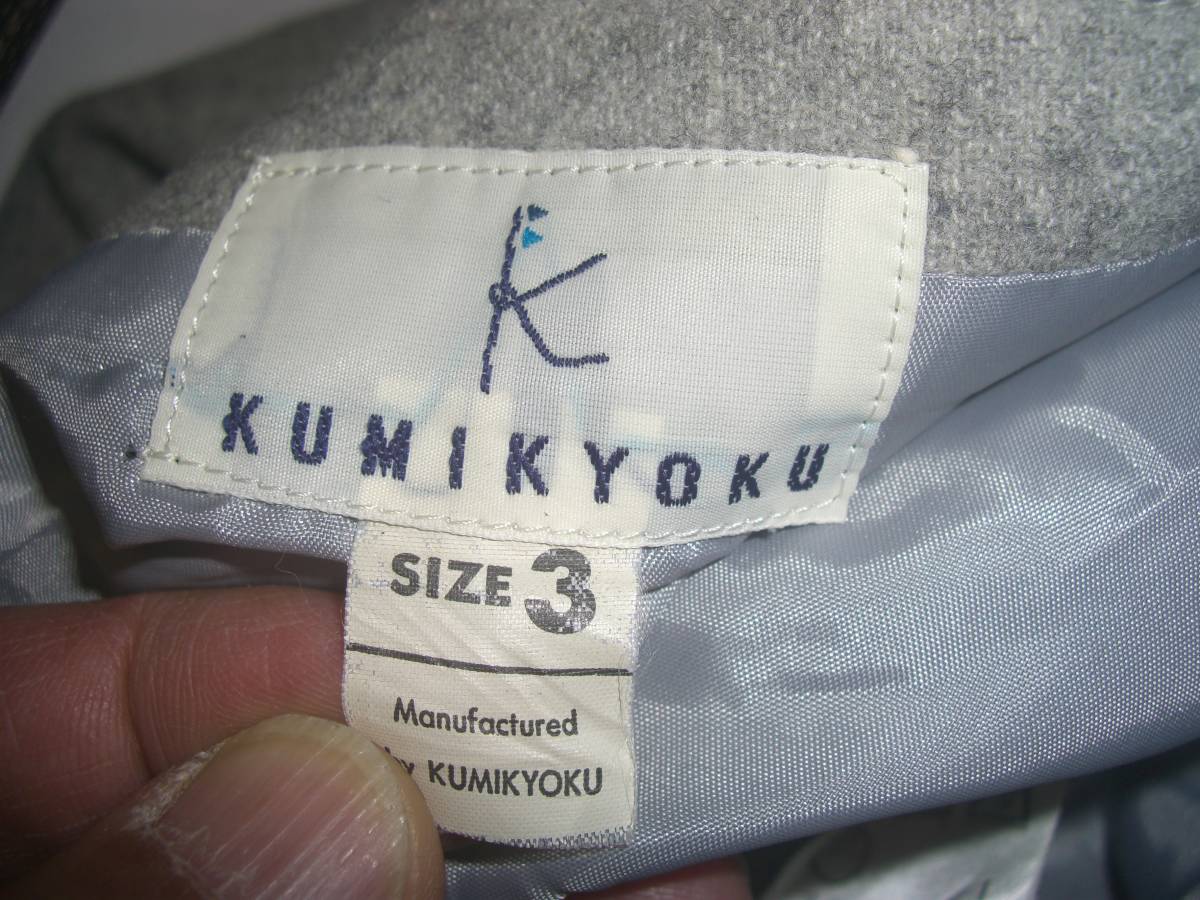 K
KUMIKYOKU
SIZE 3
Manufactured
by KUMIKYOKU